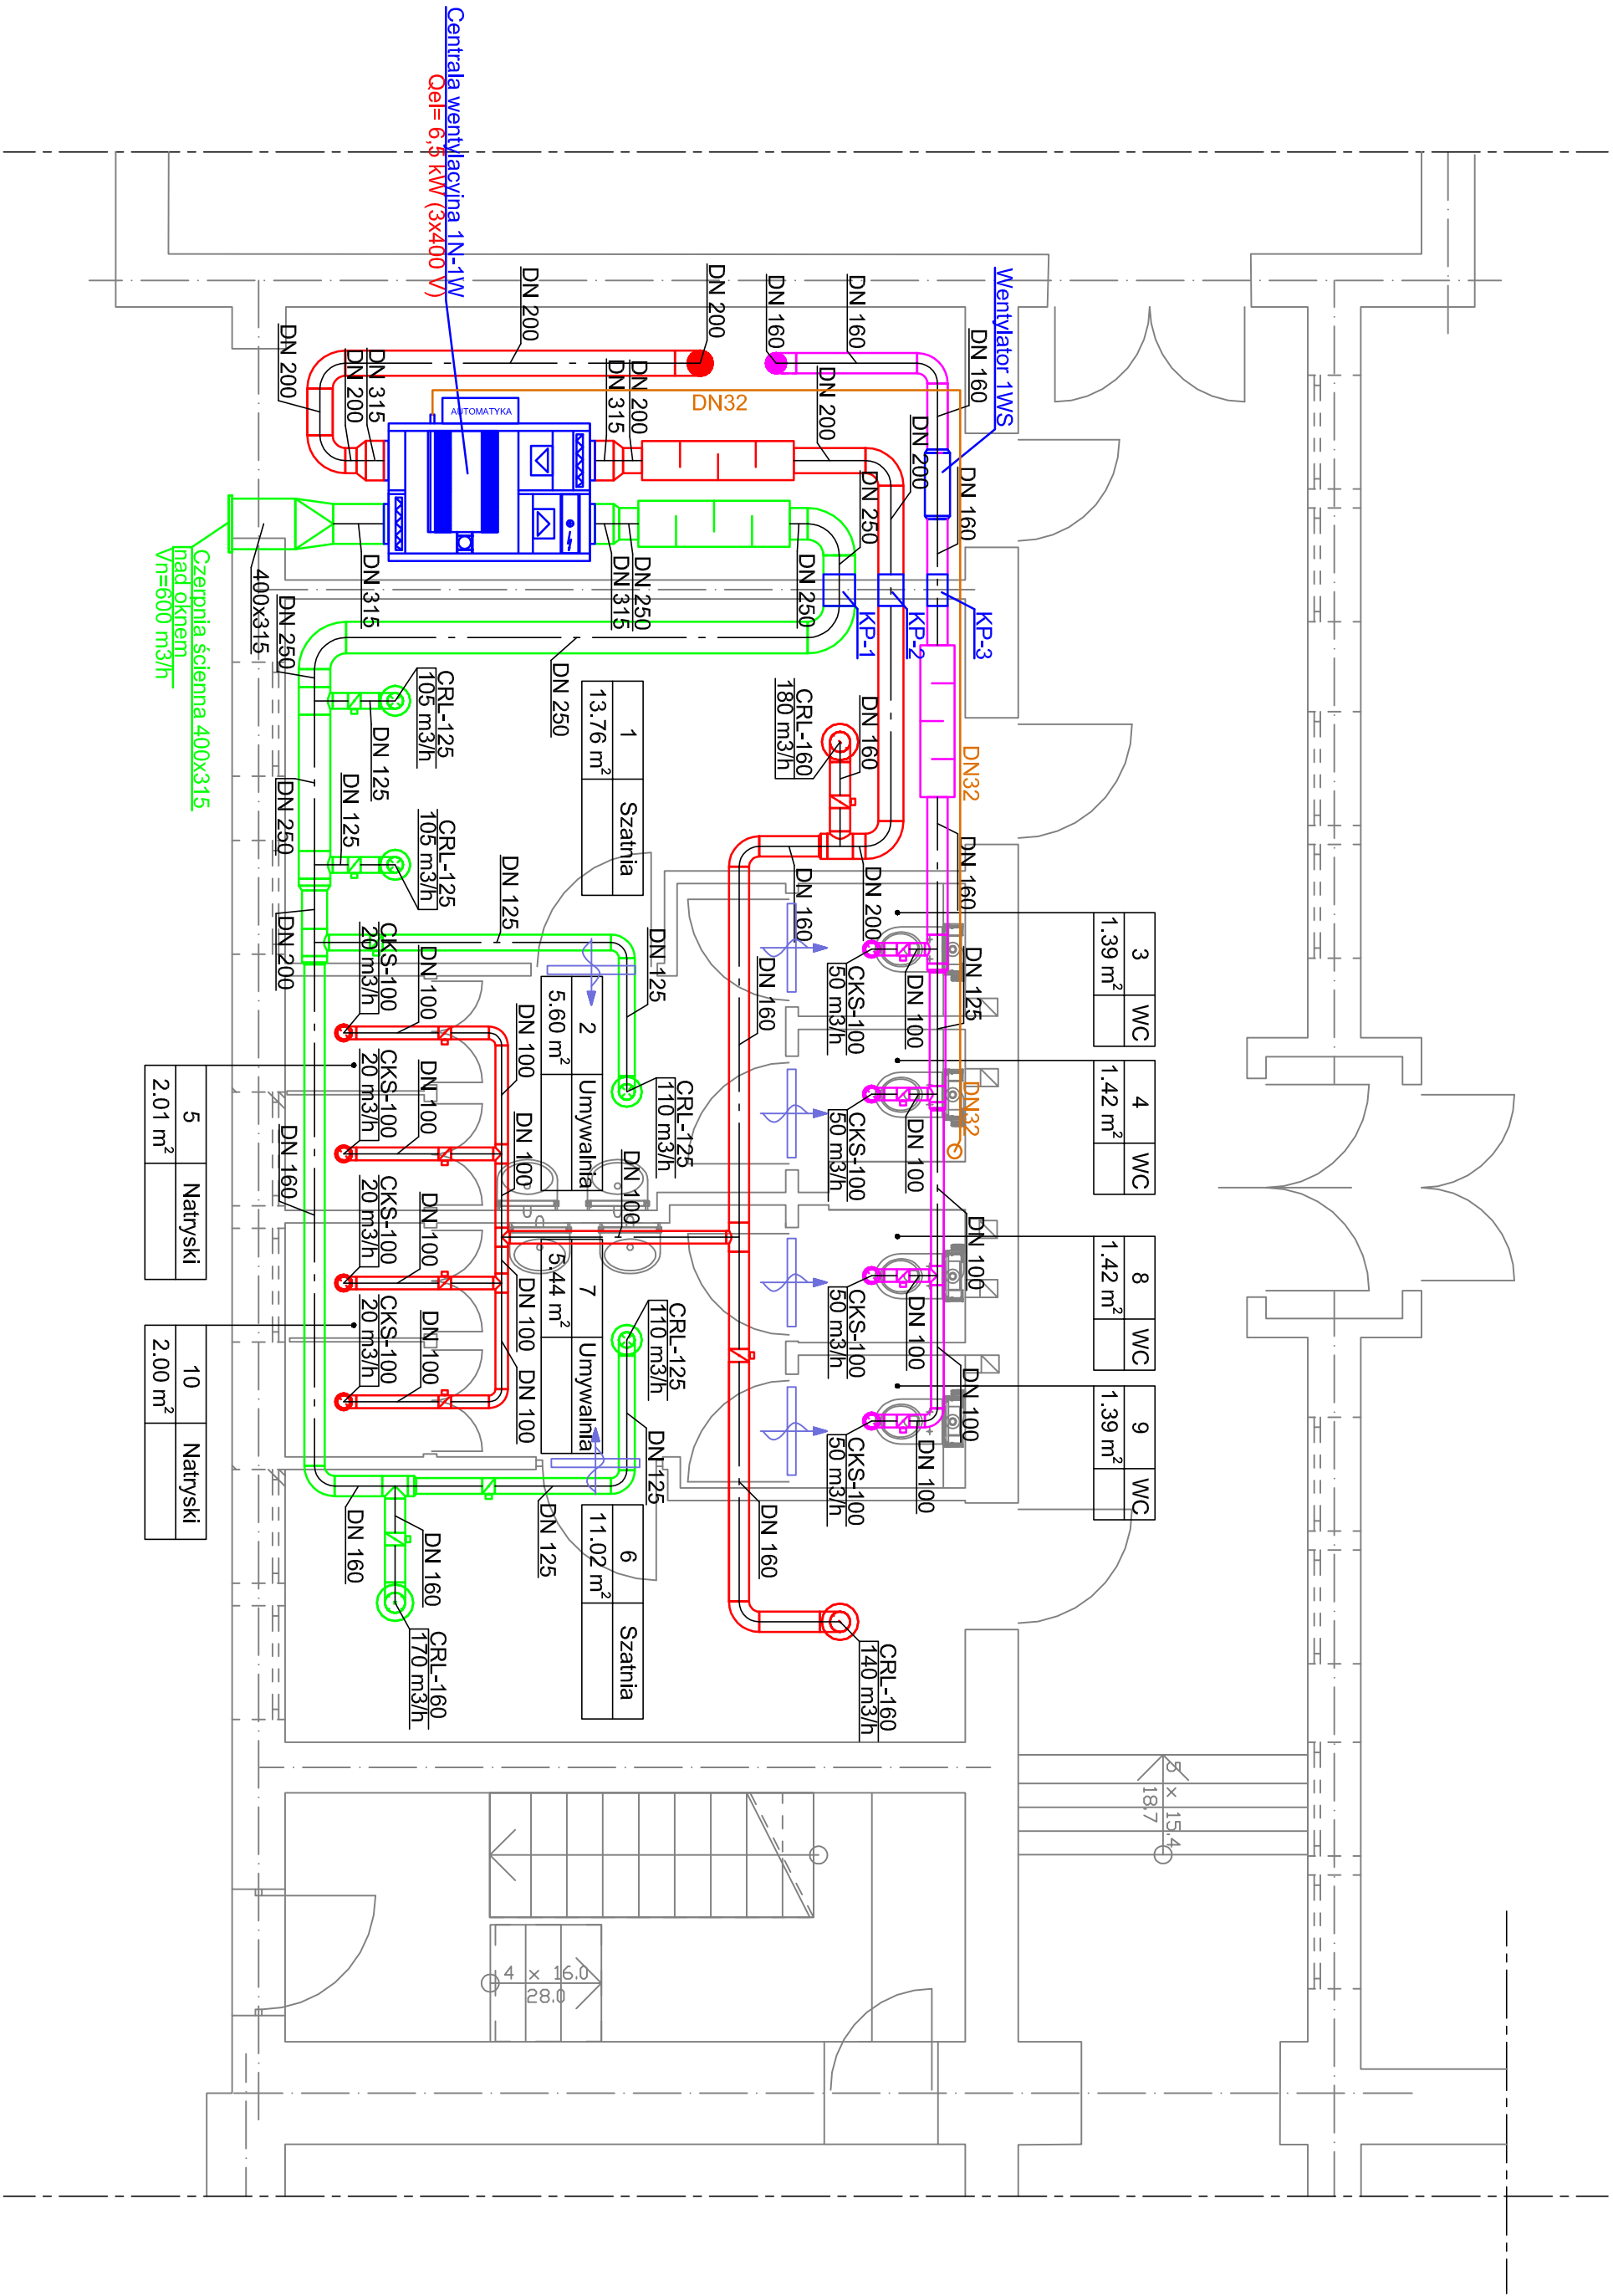 Centrala wentylacyjna 1N-1W
Qel= 6,5 kW (3x400 V)
Wentylator 1WS
DN 160
DN 160
DN 160
DN 200
DN 200
DN 200
DN 200
DN 315
DN 200
DN 315
DN 200
DN 200
DN32
AUTOMATYKA
DN 160
DN 250
DN 250
DN 250
DN 315
DN 315
400x315
Czerpnia ścienna 400x315
nad oknem
Vn=600 m3/h
KP-3
KP-2
KP-1
DN 250
DN 250
CRL-125
105 m3/h
DN 125
DN 250
DN 125
CRL-125
105 m3/h
1
Szatnia
13.76 m²
CRL-160
180 m3/h
DN 160
DN32
DN 160
DN 160
DN 200
DN 125
DN 125
DN 200
3
WC
1.39 m²
DN 125
DN 100
CKS-100
50 m3/h
DN 160
2
Umywalnia
5.60 m²
CRL-125
110 m3/h
DN 100
DN 100
CKS-100
20 m3/h
4
WC
1.42 m²
DN32
DN 100
CKS-100
50 m3/h
DN 100
DN 100
DN 100
CKS-100
20 m3/h
5
Natryski
2.01 m²
DN 160
8
WC
1.42 m²
DN 100
DN 100
CKS-100
50 m3/h
7
Umywalnia
5.44 m²
CRL-125
110 m3/h
DN 100
DN 100
CKS-100
20 m3/h
9
WC
1.39 m²
DN 100
DN 100
CKS-100
50 m3/h
DN 100
DN 100
CKS-100
20 m3/h
10
Natryski
2.00 m²
DN 125
DN 125
DN 160
DN 160
DN 160
6
Szatnia
11.02 m²
CRL-160
170 m3/h
CRL-160
140 m3/h
8 x 15,4
18,7
4 x 16.0
28.0